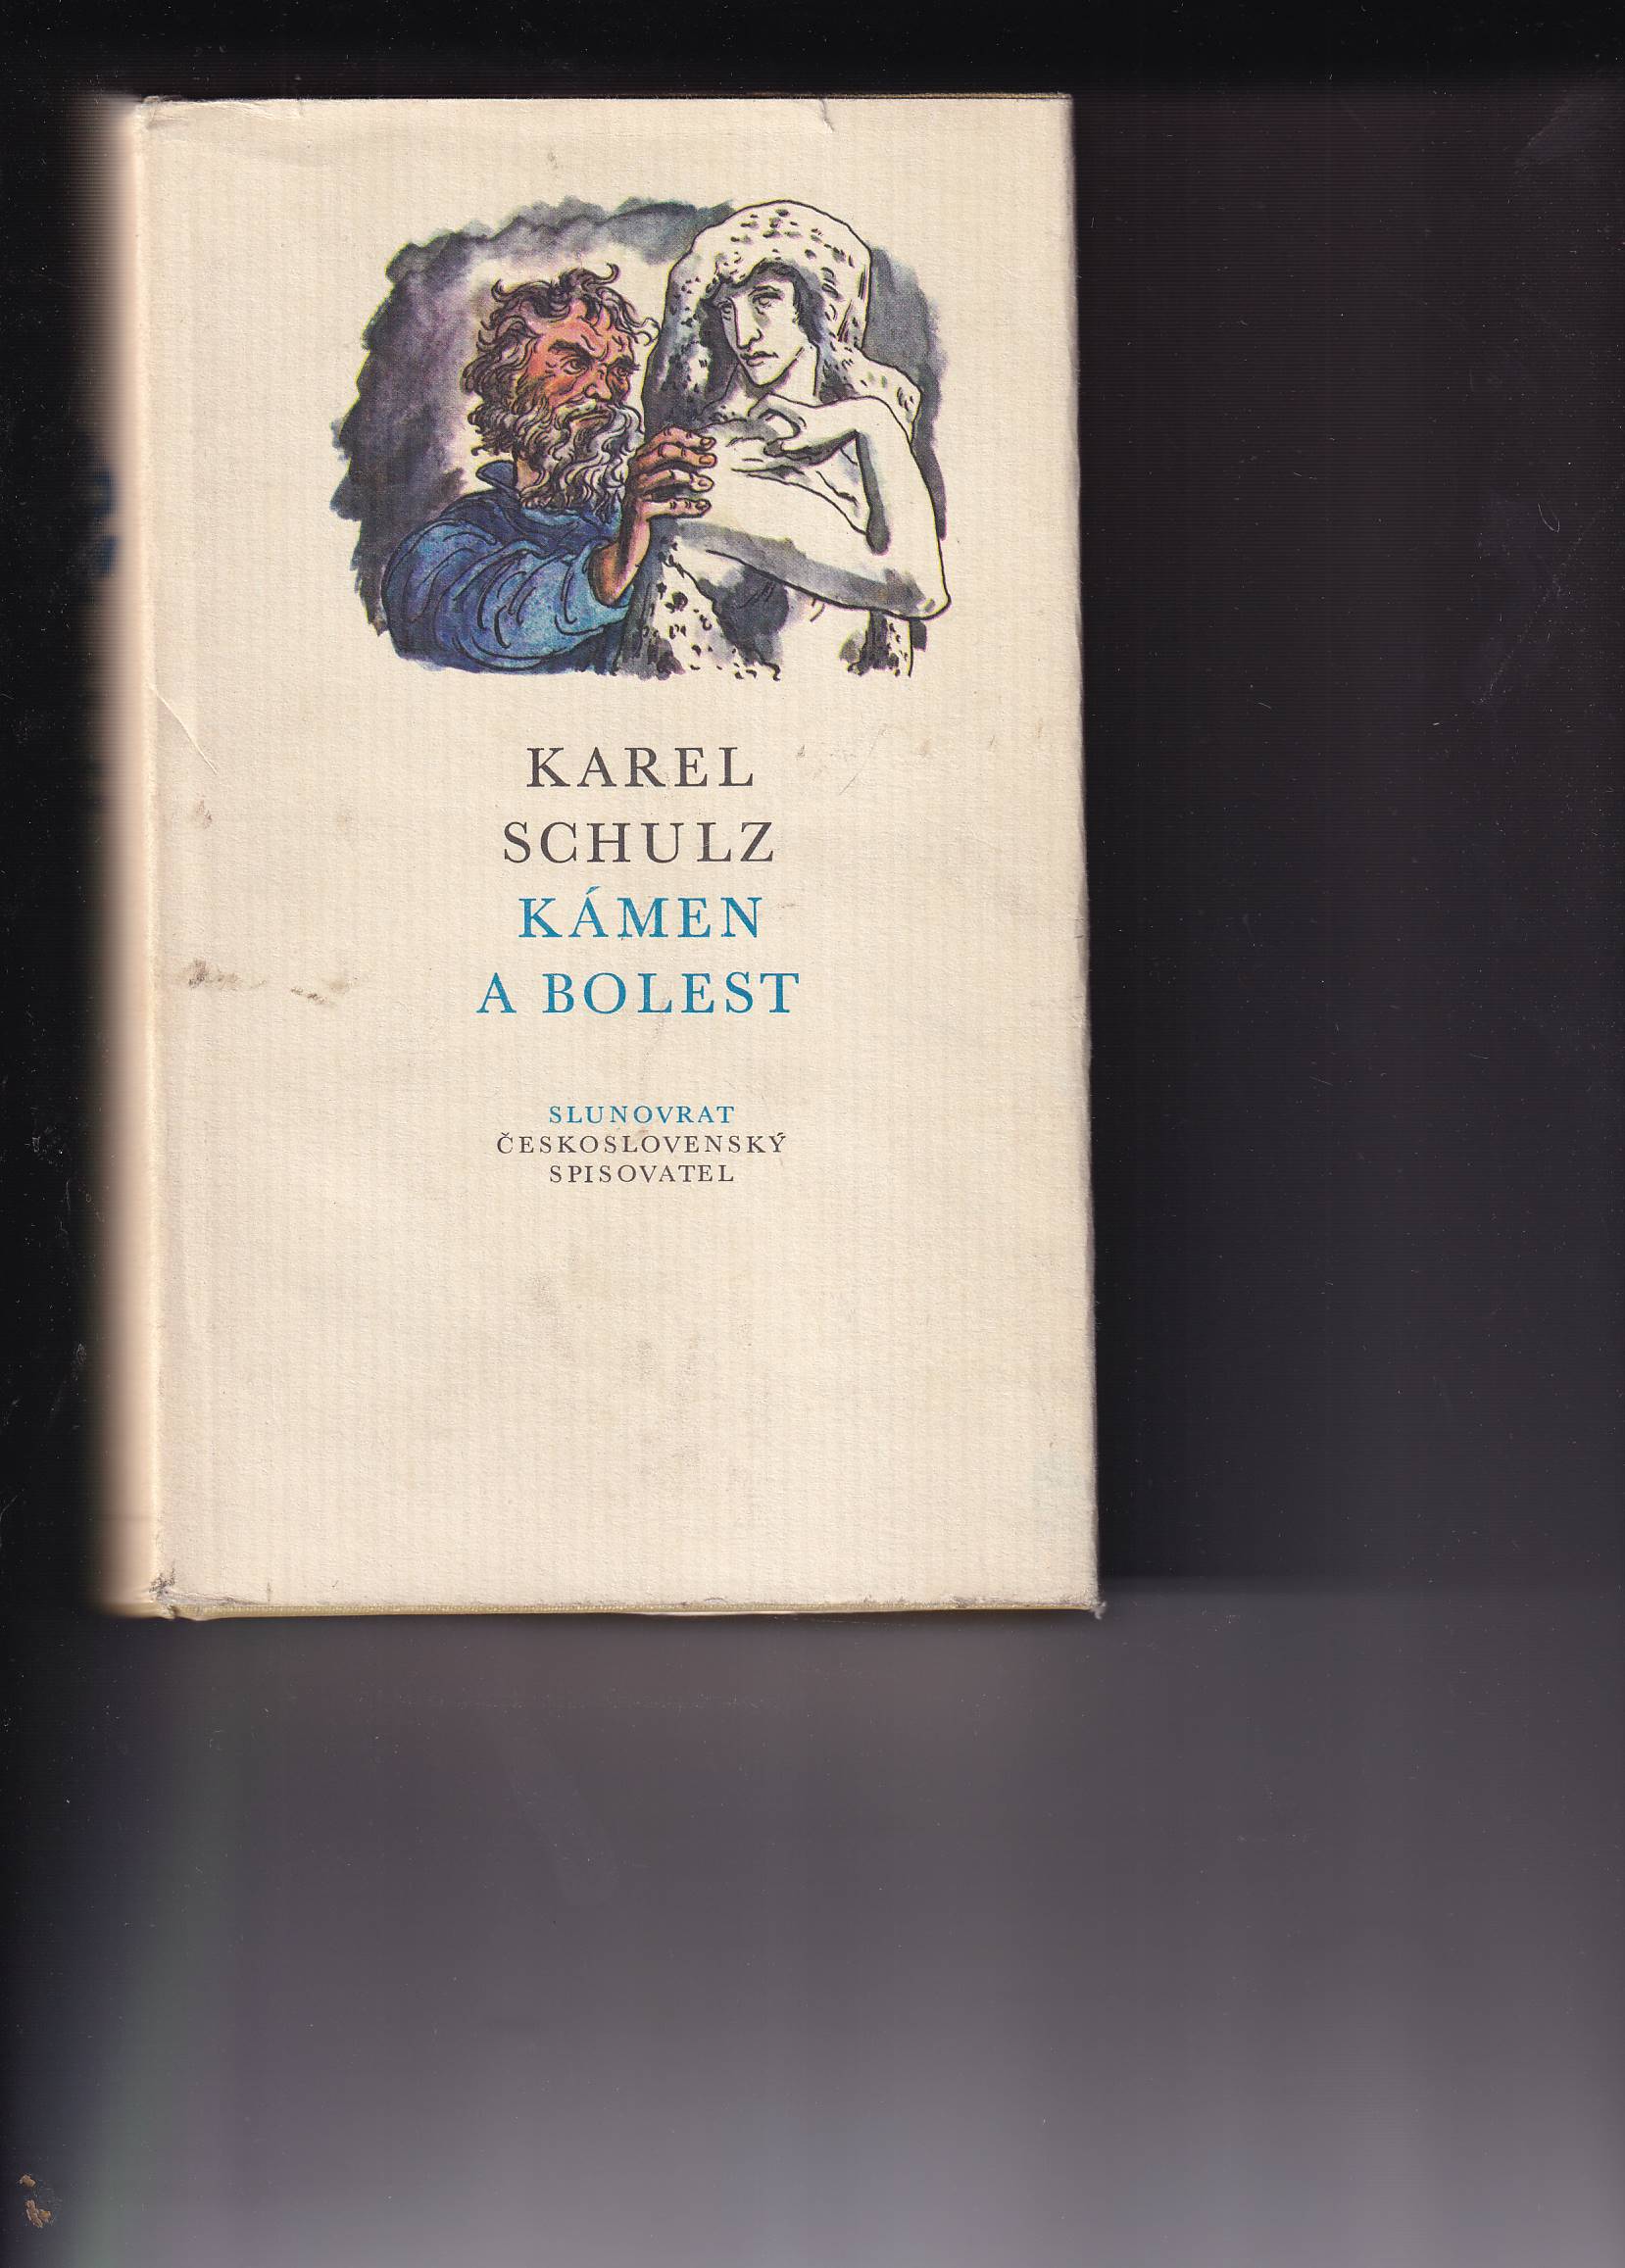 KAREL
SCHULZ
KÁMEN
A BOLEST
SLUNOVRAT
ČESKOSLOVENSKÝ
SPISOVATEL